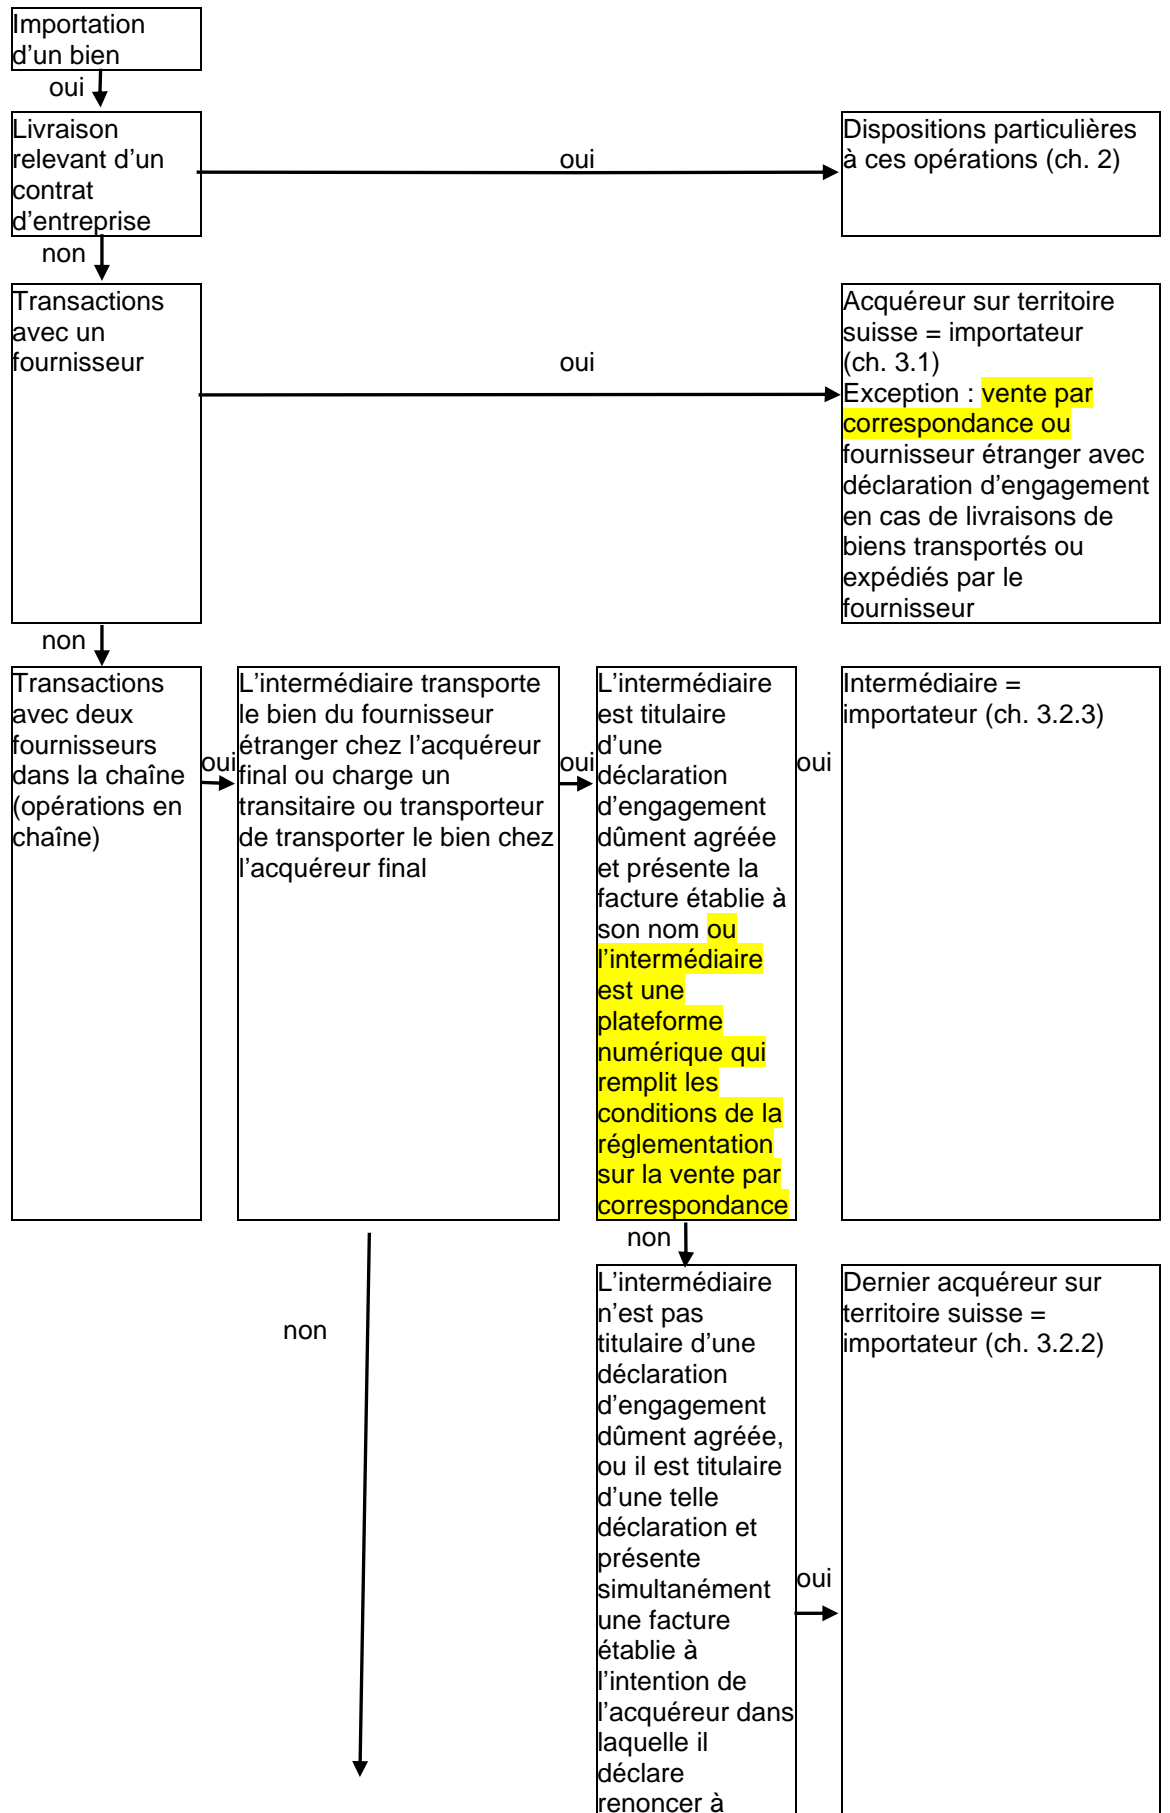 Importation
d'un bien
oui
Livraison
relevant d'un
contrat
d'entreprise
oui
Dispositions particulières
à ces opérations (ch. 2)
non
Transactions
avec un
fournisseur
oui
Acquéreur sur territoire
suisse = importateur
(ch. 3.1)
Exception : vente par
correspondance ou
fournisseur étranger avec
déclaration d'engagement
en cas de livraisons de
biens transportés ou
expédiés par le
fournisseur
non
Transactions
avec deux
fournisseurs
dans la chaîne
(opérations en
chaîne)
oui
L'intermédiaire transporte
le bien du fournisseur
étranger chez l'acquéreur
final ou charge un
transitaire ou transporteur
de transporter le bien chez
l'acquéreur final
oui
L'intermédiaire
est titulaire
d'une
déclaration
d'engagement
dûment agréée
et présente la
facture établie à
son nom ou
l'intermédiaire
est une
plateforme
numérique qui
remplit les
conditions de la
réglementation
sur la vente par
correspondance
oui
Intermédiaire =
importateur (ch. 3.2.3)
non
non
L'intermédiaire
n'est pas
titulaire d'une
déclaration
d'engagement
dûment agréée,
ou il est titulaire
d'une telle
déclaration et
présente
simultanément
une facture
établie à
l'intention de
l'acquéreur dans
laquelle il
déclare
renoncer à
oui
Dernier acquéreur sur
territoire suisse =
importateur (ch. 3.2.2)